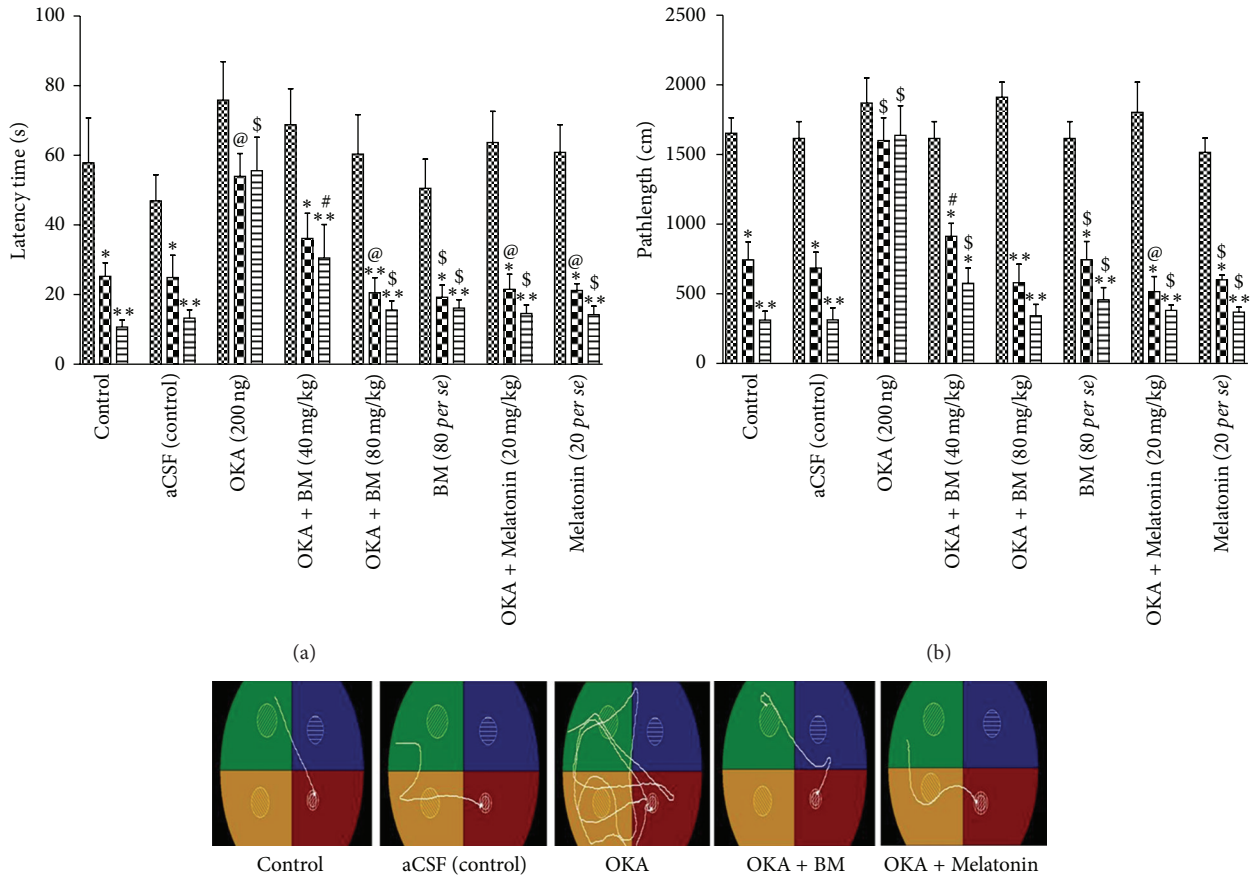 100
80
60
40
20
0
Latency time (s)
*
**
*
**
@
$
*
#
**
@
**
$
**
$
*
$
**
@
*
$
**
@
*
$
**
Control
aCSF (control)
OKA (200 ng)
OKA + BM (40 mg/kg)
OKA + BM (80 mg/kg)
BM (80 per se)
OKA + Melatonin (20 mg/kg)
Melatonin (20 per se)
(a)
2500
2000
1500
1000
500
0
Pathlength (cm)
*
**
*
**
$
$
#
*
$
*
**
**
$
*
$
**
@
*
$
**
$
*
$
**
Control
aCSF (control)
OKA (200 ng)
OKA + BM (40 mg/kg)
OKA + BM (80 mg/kg)
BM (80 per se)
OKA + Melatonin (20 mg/kg)
Melatonin (20 per se)
(b)
Control
aCSF (control)
OKA
OKA + BM
OKA + Melatonin